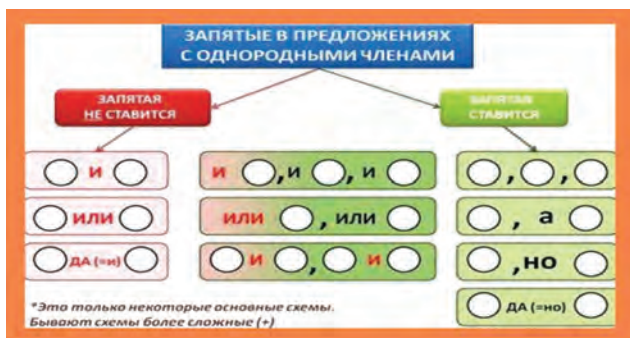 ЗАПЯТЫЕ В ПРЕДЛОЖЕНИЯХ
С ОДНОРОДНЫМИ ЧЛЕНАМИ
ЗАПЯТАЯ
НЕ СТАВИТСЯ
ЗАПЯТАЯ
СТАВИТСЯ
и
или
ДА (=и)
и , и , и
или , или
и , и
, ,
, а
, но
ДА (=но)
*Это только некоторые основные схемы.
Бывают схемы более сложные (+)